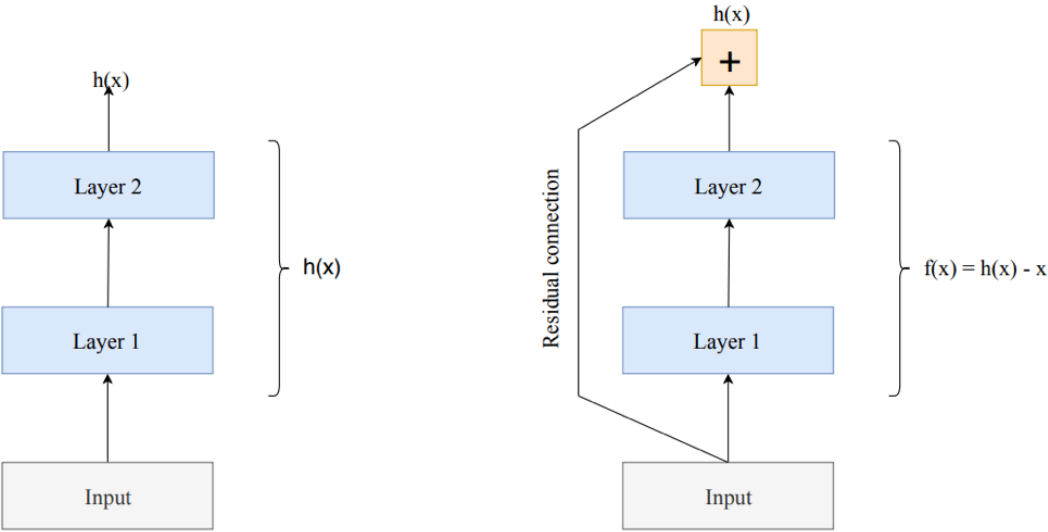 h(x)
Layer 2
h(x)
Layer 1
Input
h(x)
+
Residual connection
Layer 2
f(x) = h(x) - x
Layer 1
Input